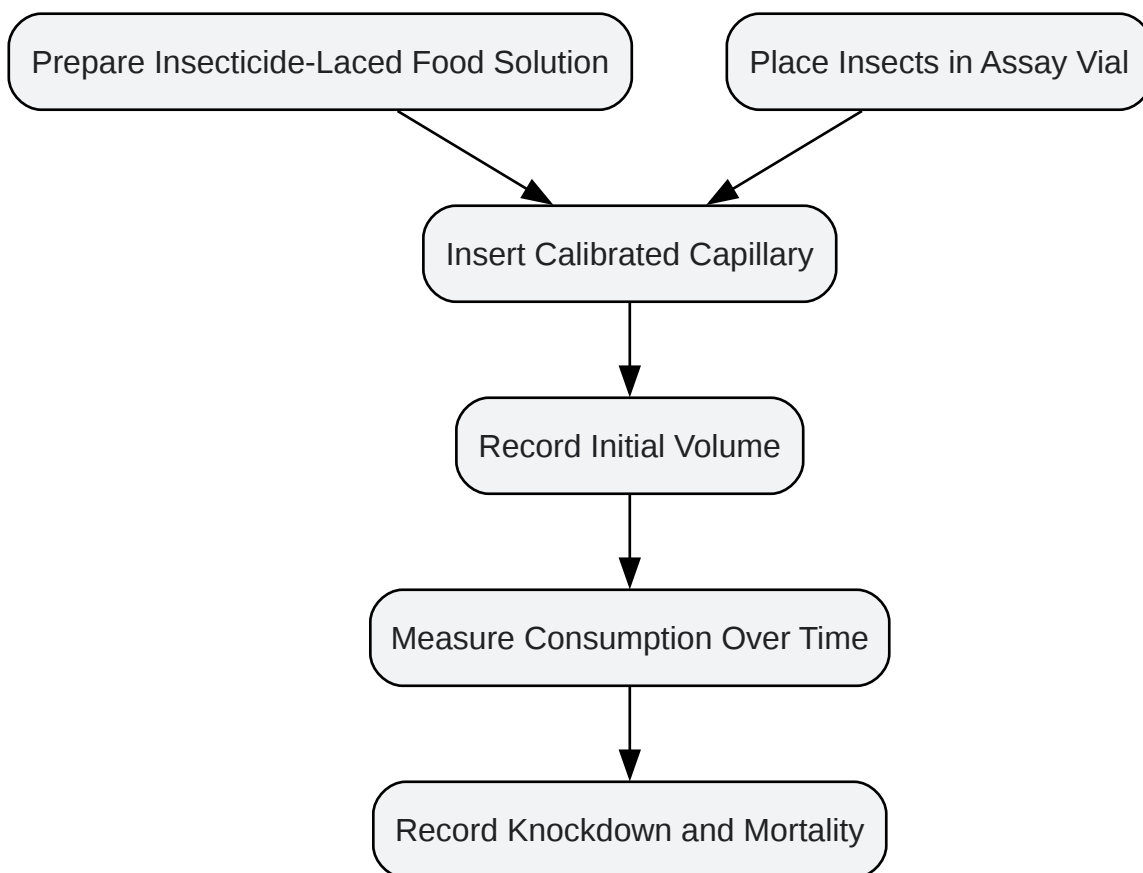 Prepare Insecticide-Laced Food Solution
Place Insects in Assay Vial
Insert Calibrated Capillary
Record Initial Volume
Measure Consumption Over Time
Record Knockdown and Mortality